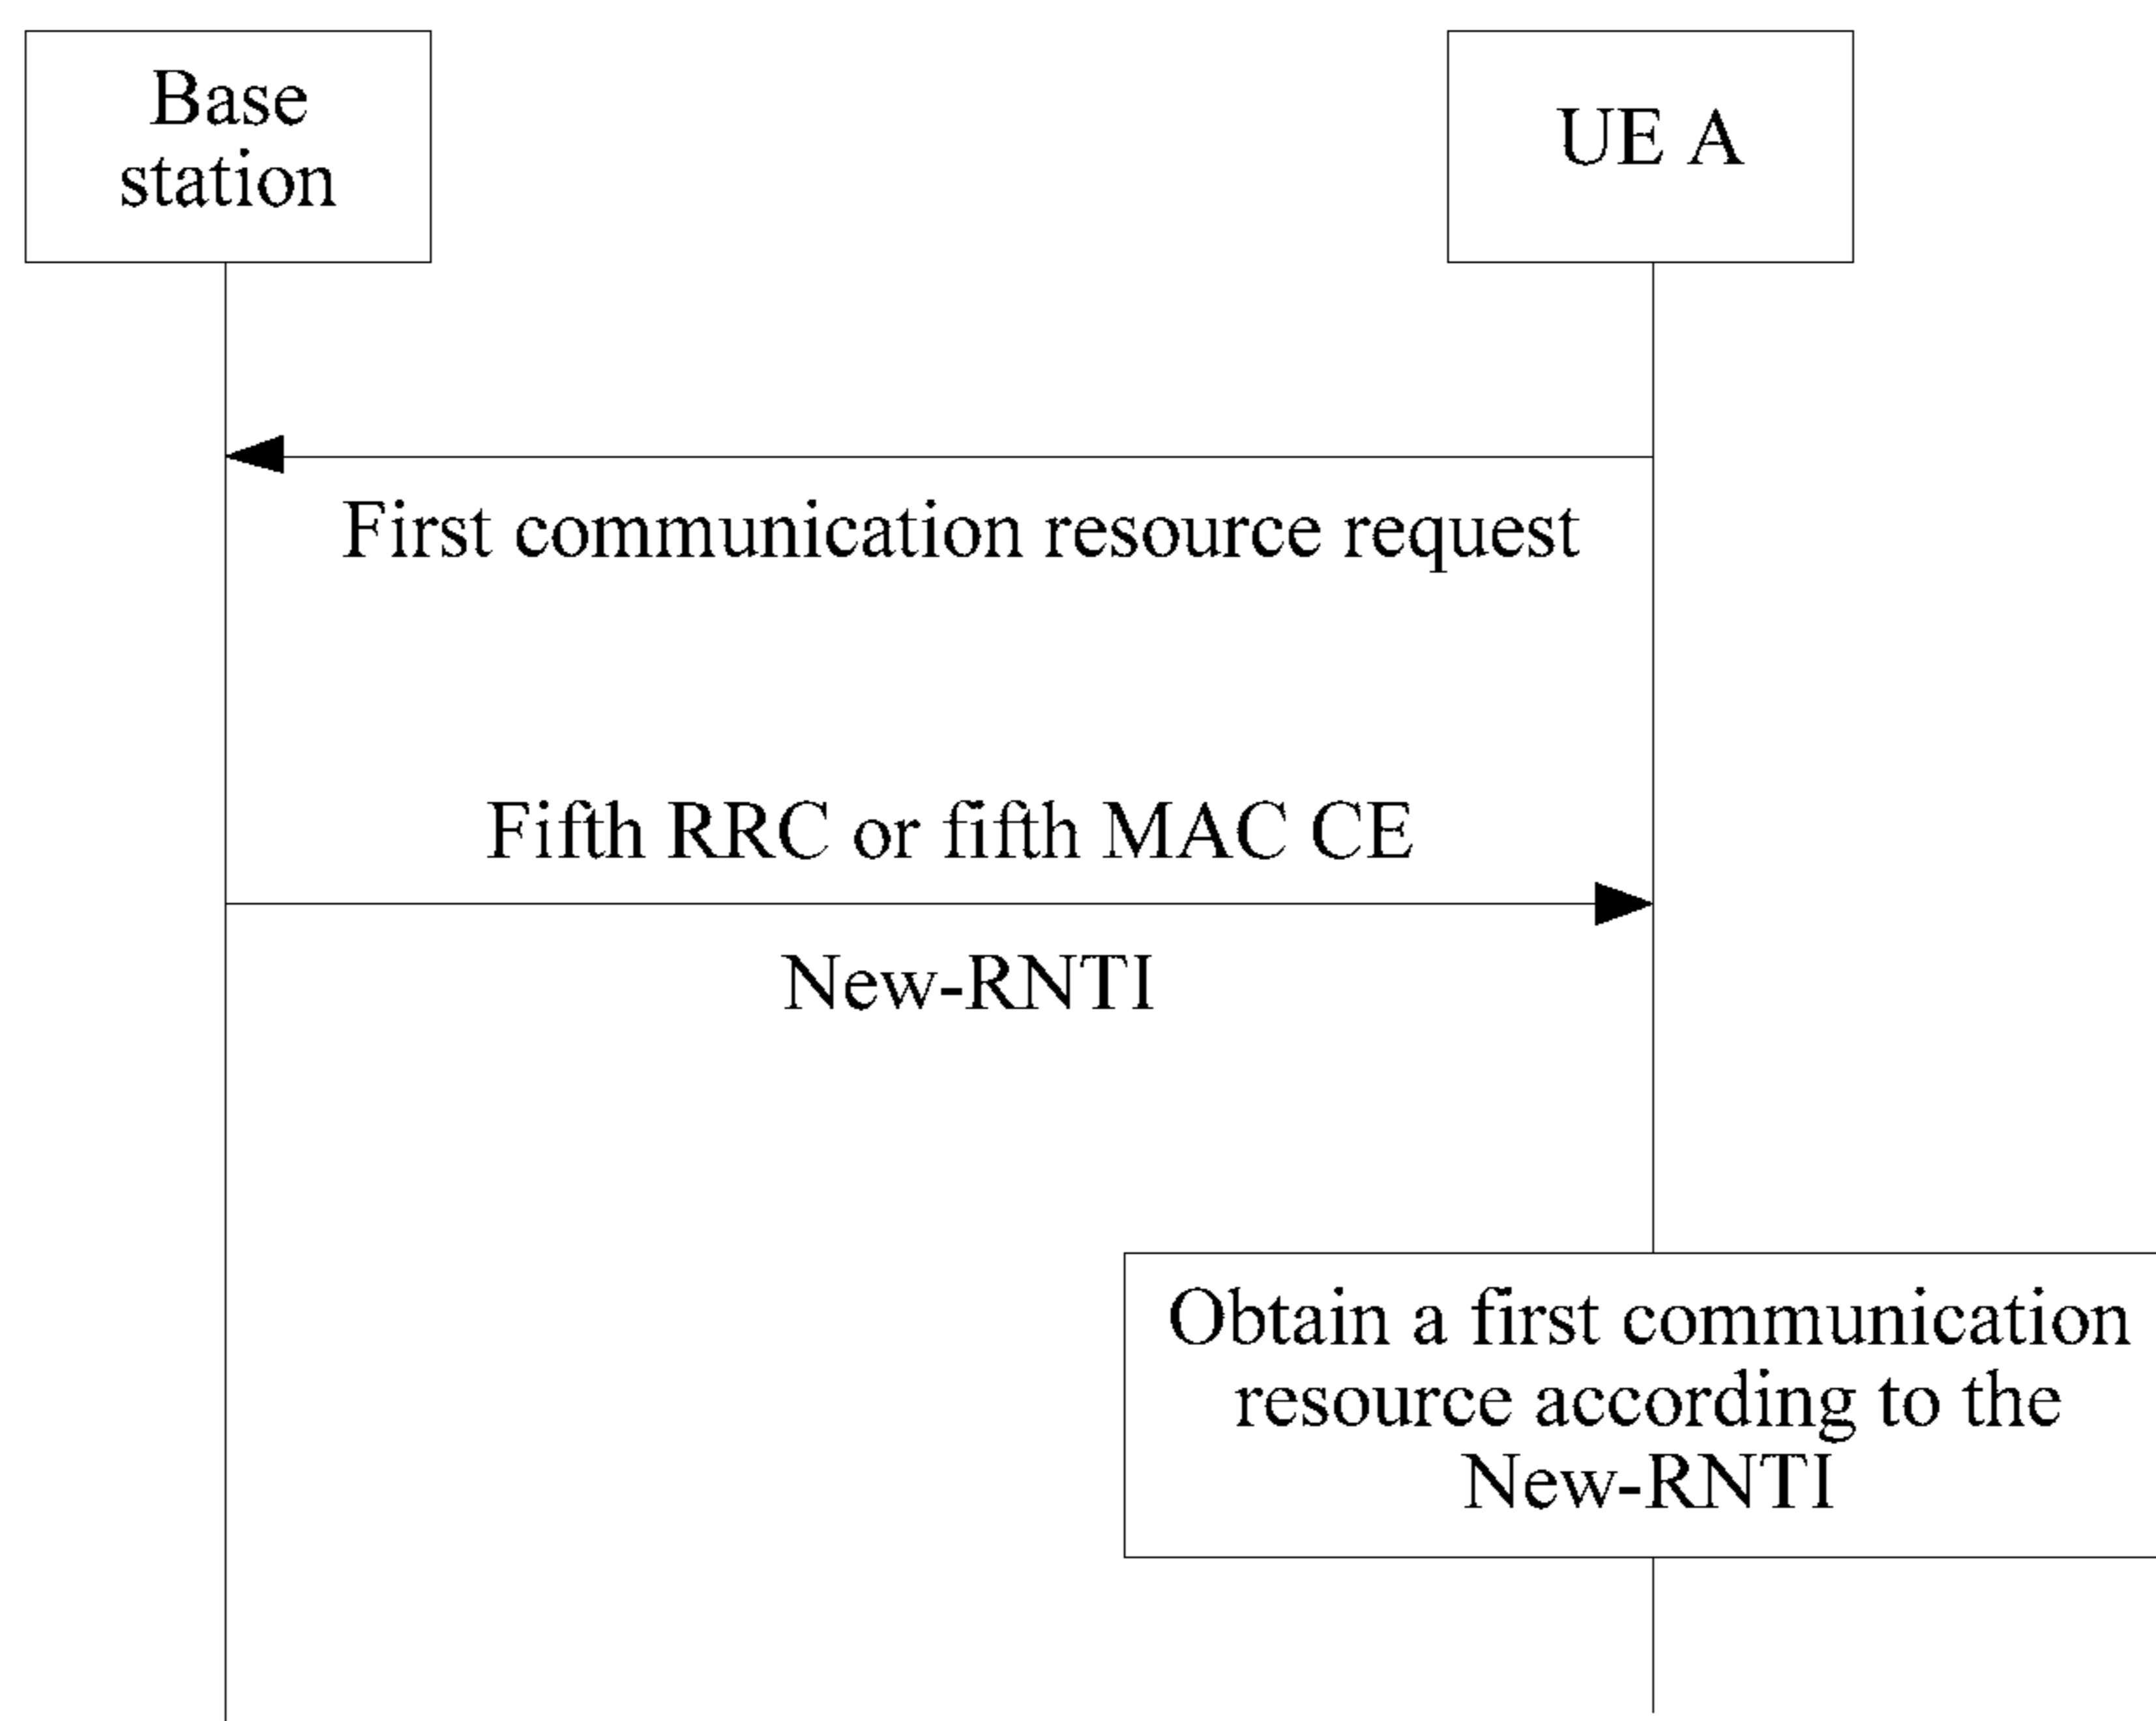 Base
station
UE A
First communication resource request
Fifth RRC or fifth MAC CE
New-RNTI
Obtain a first communication
resource according to the
New-RNTI